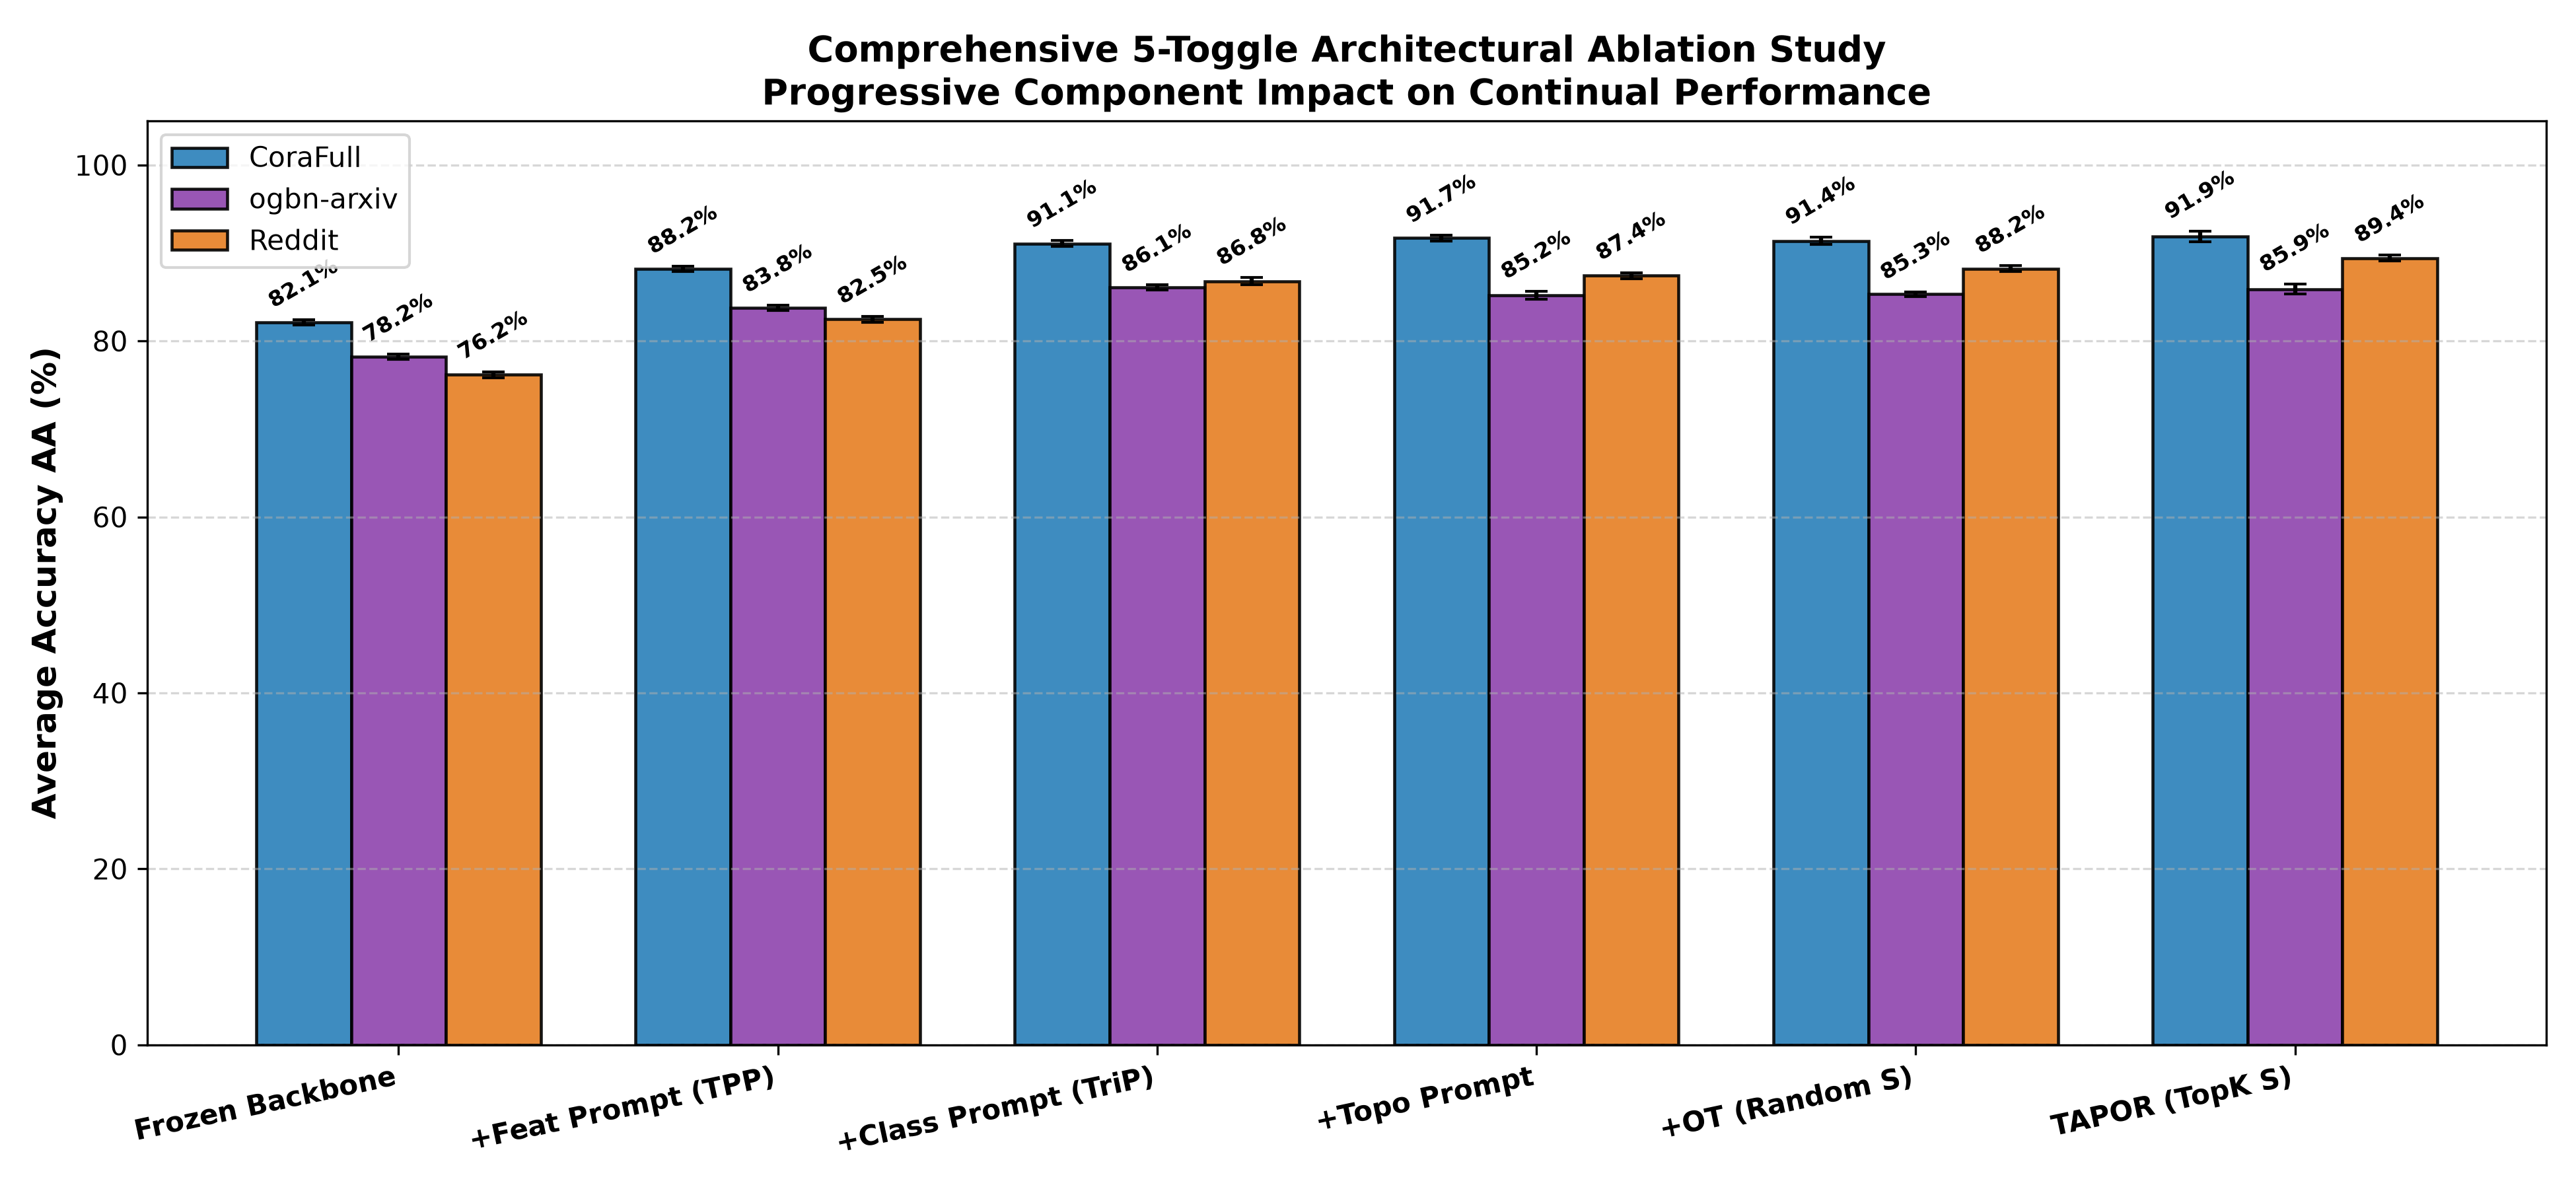 Comprehensive 5-Toggle Architectural Ablation Study
Progressive Component Impact on Continual Performance
CoraFull
ogbn-arxiv
Reddit
Average Accuracy AA (%)
100
80
60
40
20
0
82.1%
78.2%
76.2%
88.2%
83.8%
82.5%
91.1%
86.1%
86.8%
91.7%
85.2%
87.4%
91.4%
85.3%
88.2%
91.9%
85.9%
89.4%
Frozen Backbone
+Feat Prompt (TPP)
+Class Prompt (TriP)
+Topo Prompt
+OT (Random S)
TAPOR (TopK S)